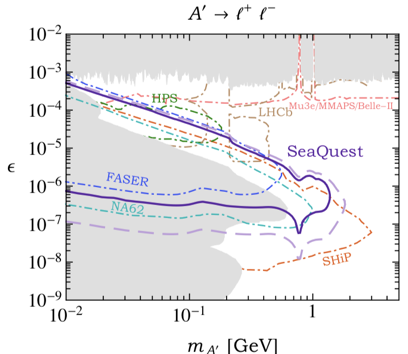 A′ → ℓ⁺ ℓ⁻
10⁻²
10⁻³
10⁻⁴
10⁻⁵
10⁻⁶
10⁻⁷
10⁻⁸
10⁻⁹
ϵ
HPS
LHCb
Mu3e/MMAPS/Belle-II
SeaQuest
FASER
NA62
SHiP
10⁻² 10⁻¹ 1
m_A′ [GeV]